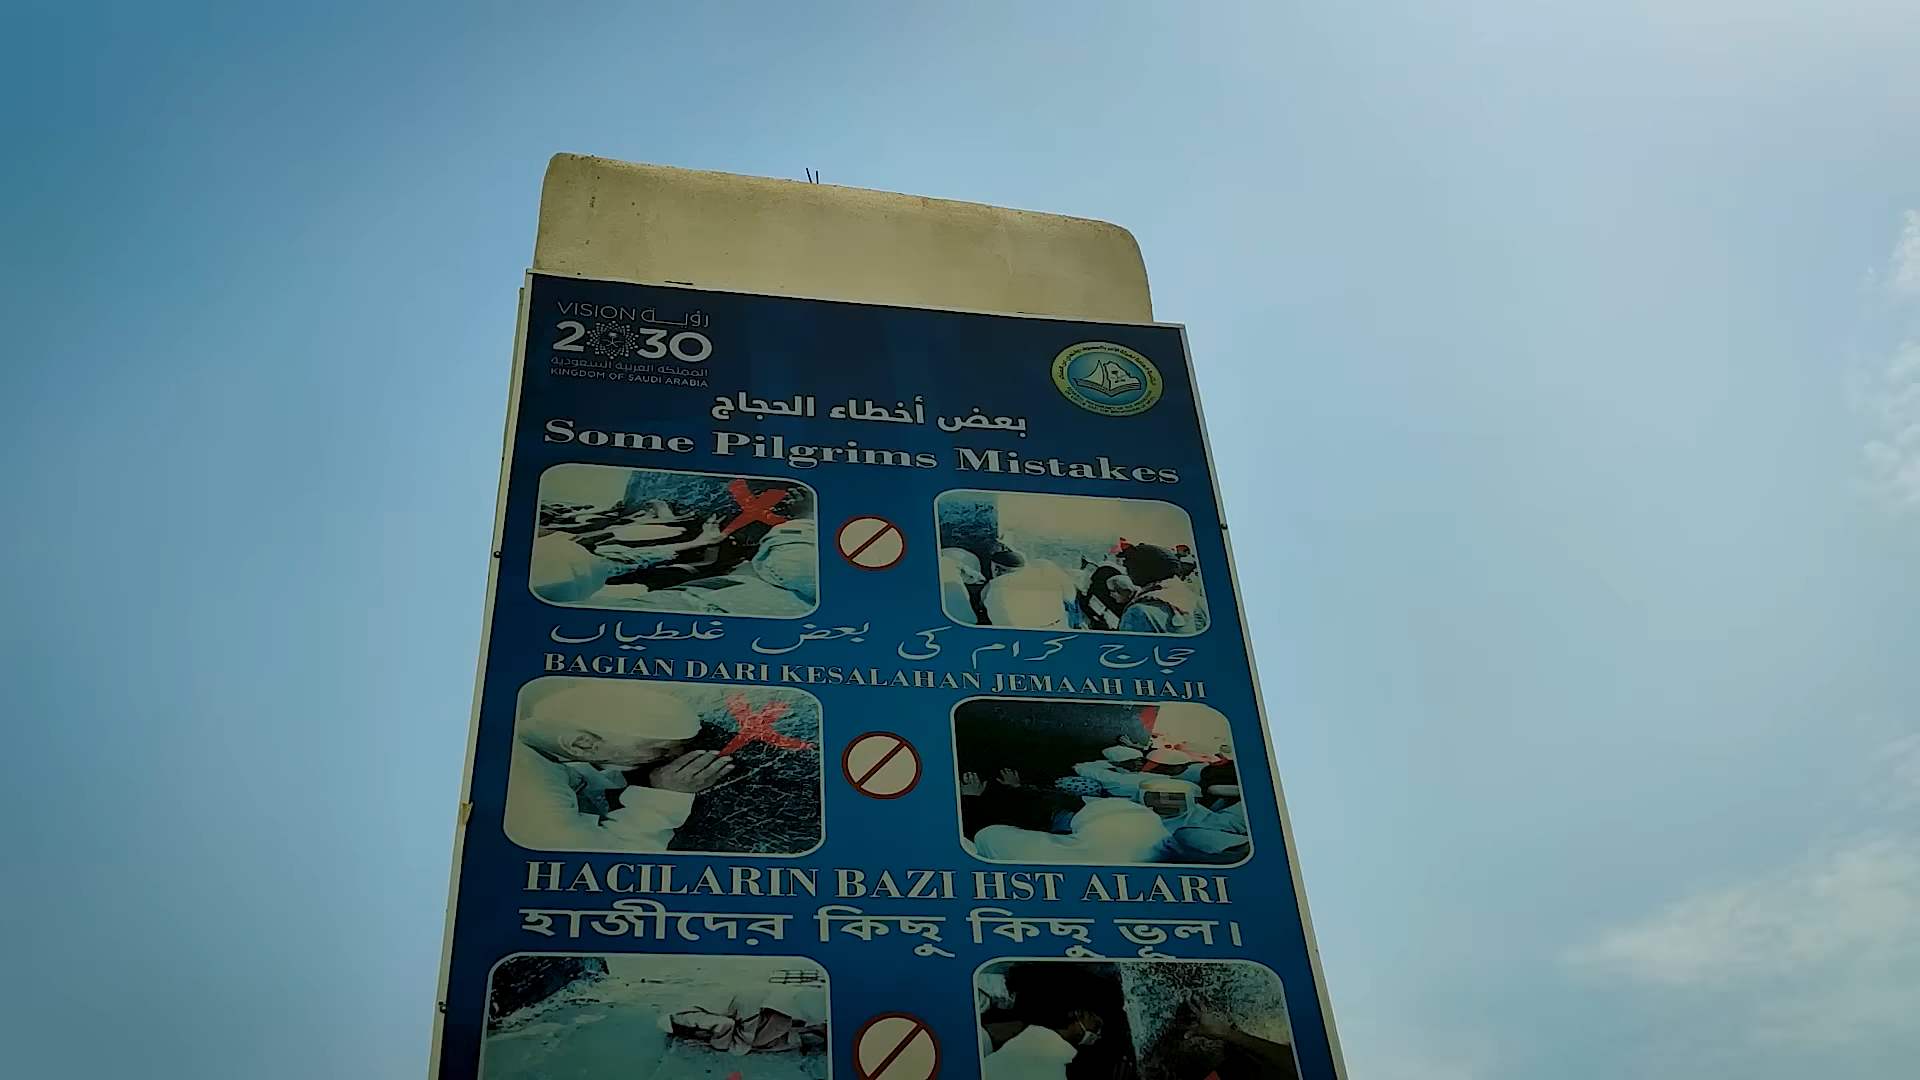 VISION رؤيــة
2030
المملكة العربية السعودية
KINGDOM OF SAUDI ARABIA
بعض أخطاء الحجاج
Some Pilgrims Mistakes
حجاج کرام کی بعض غلطیاں
BAGIAN DARI KESALAHAN JEMAAH HAJI
HACILARIN BAZI HST ALARI
হাজীদের কিছু কিছু ভূল।